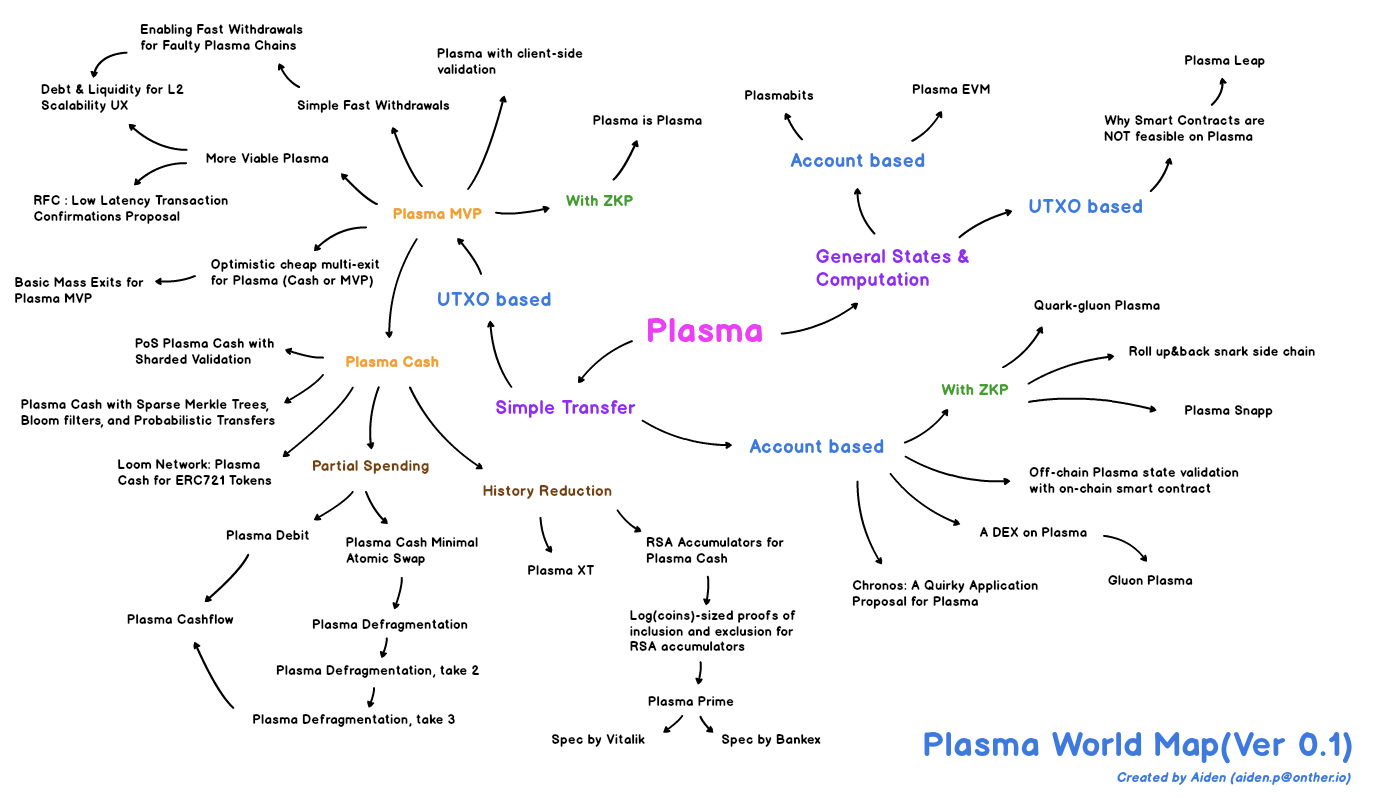 Enabling Fast Withdrawals
for Faulty Plasma Chains
Plasma with client-side
validation
Debt & Liquidity for L2
Scalability UX
Simple Fast Withdrawals
More Viable Plasma
RFC : Low Latency Transaction
Confirmations Proposal
Plasma MVP
Plasma is Plasma
With ZKP
Optimistic cheap multi-exit
for Plasma (Cash or MVP)
Basic Mass Exits for
Plasma MVP
UTXO based
Plasmabits
Plasma EVM
Account based
Plasma Leap
Why Smart Contracts are
NOT feasible on Plasma
UTXO based
General States &
Computation
Plasma
Simple Transfer
PoS Plasma Cash with
Sharded Validation
Plasma Cash
Plasma Cash with Sparse Merkle Trees,
Bloom filters, and Probabilistic Transfers
Loom Network: Plasma
Cash for ERC721 Tokens
Partial Spending
History Reduction
Plasma Debit
Plasma Cash Minimal
Atomic Swap
Plasma Cashflow
Plasma Defragmentation
Plasma Defragmentation, take 2
Plasma Defragmentation, take 3
Plasma XT
RSA Accumulators for
Plasma Cash
Log(coins)-sized proofs of
inclusion and exclusion for
RSA accumulators
Plasma Prime
Spec by Vitalik
Spec by Bankex
Quark-gluon Plasma
Roll up&back snark side chain
With ZKP
Plasma Snapp
Account based
Off-chain Plasma state validation
with on-chain smart contract
A DEX on Plasma
Gluon Plasma
Chronos: A Quirky Application
Proposal for Plasma
Plasma World Map(Ver 0.1)
Created by Aiden (aiden.p@onther.io)